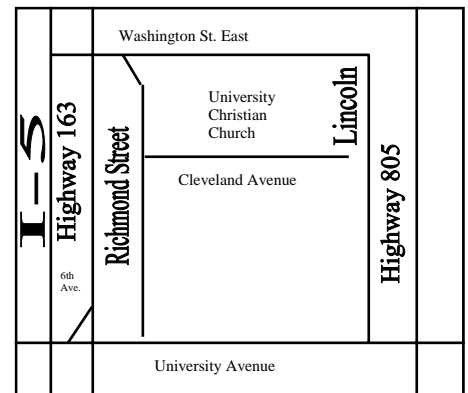 Washington St. East
I-5
Highway 163
Richmond Street
University
Christian
Church
Lincoln
Cleveland Avenue
Highway 805
6th
Ave.
University Avenue